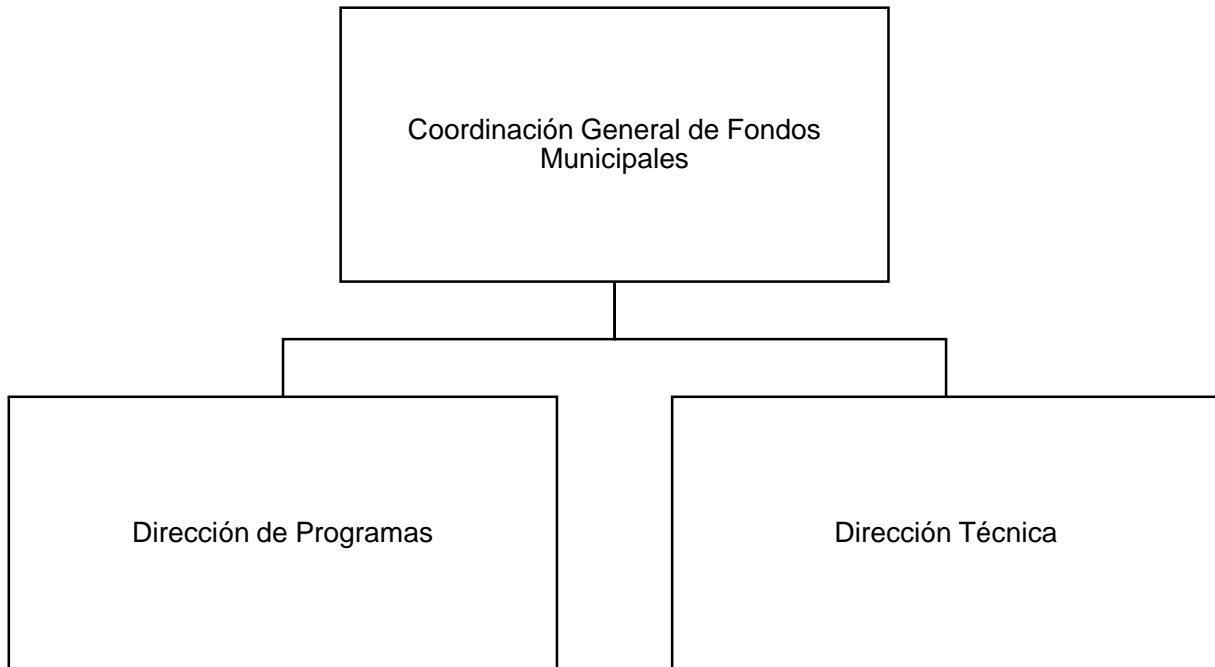 Coordinación General de Fondos
Municipales
Dirección de Programas
Dirección Técnica